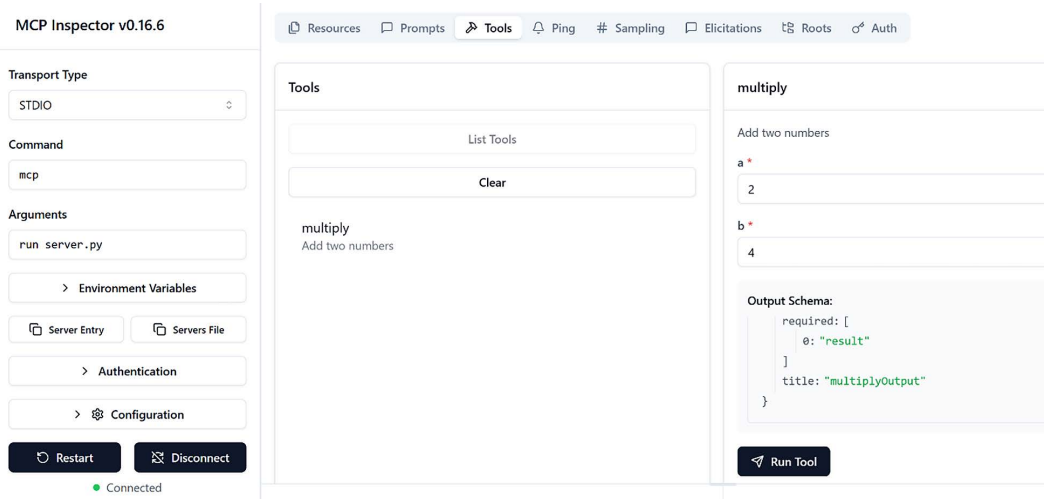 MCP Inspector v0.16.6
Transport Type
STDIO
Command
mcp
Arguments
run server.py
Environment Variables
Server Entry
Servers File
Authentication
Configuration
Restart
Disconnect
Connected
Resources
Prompts
Tools
Ping
Sampling
Elicitations
Roots
Auth
Tools
List Tools
Clear
multiply
Add two numbers
multiply
Add two numbers
a *
2
b *
4
Output Schema:
required: [
0: "result"
]
title: "multiplyOutput"
}
Run Tool